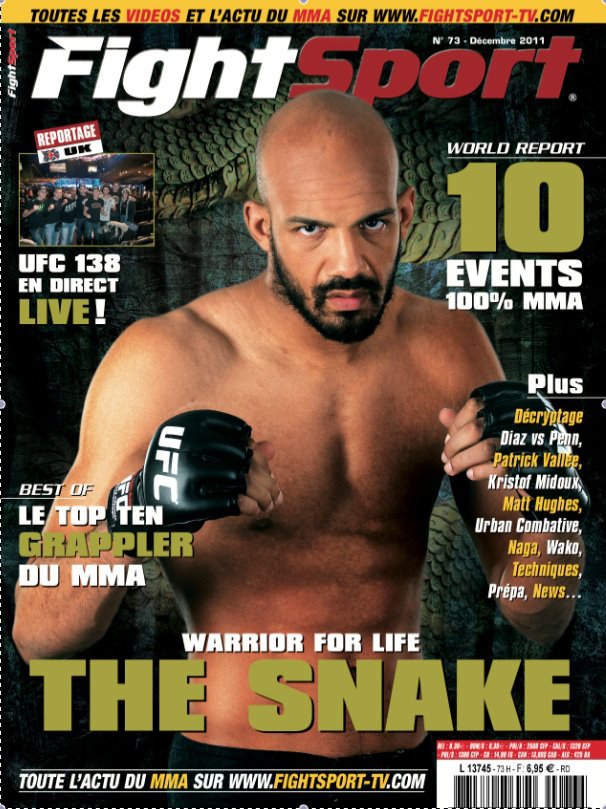 TOUTES LES VIDEOS ET L'ACTU DU MMA SUR WWW.FIGHTSPORT-TV.COM
FightSport
N° 73 - Décembre 2011
FightSport
®
REPORTAGE
UK
UFC 138
EN DIRECT
LIVE !
WORLD REPORT
10
EVENTS
100% MMA
Plus
Décryptage
Diaz vs Penn,
Patrick Vallée,
Kristof Midoux,
Matt Hughes,
Urban Combative,
Naga, Wako,
Techniques,
Prépa, News...
UFC
BEST OF
LE TOP TEN
GRAPPLER
DU MMA
WARRIOR FOR LIFE
THE SNAKE
TOUTE L'ACTU DU MMA SUR WWW.FIGHTSPORT-TV.COM
L 13745 - 73 H - F: 6,95 € - RD